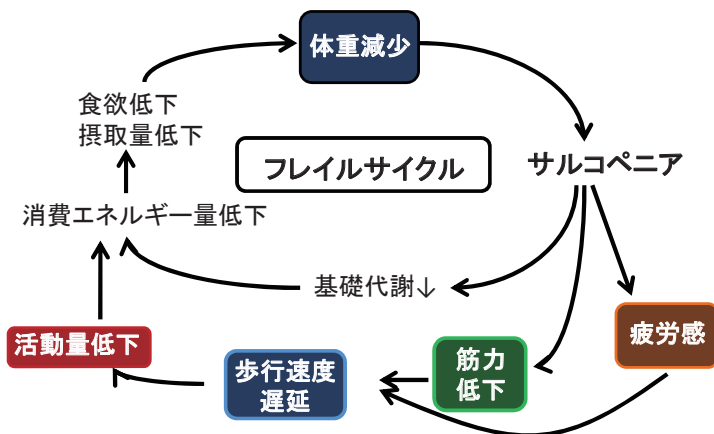 体重減少
食欲低下
摂取量低下
フレイルサイクル
サルコペニア
消費エネルギー量低下
基礎代謝↓
疲労感
活動量低下
筋力
低下
歩行速度
遅延